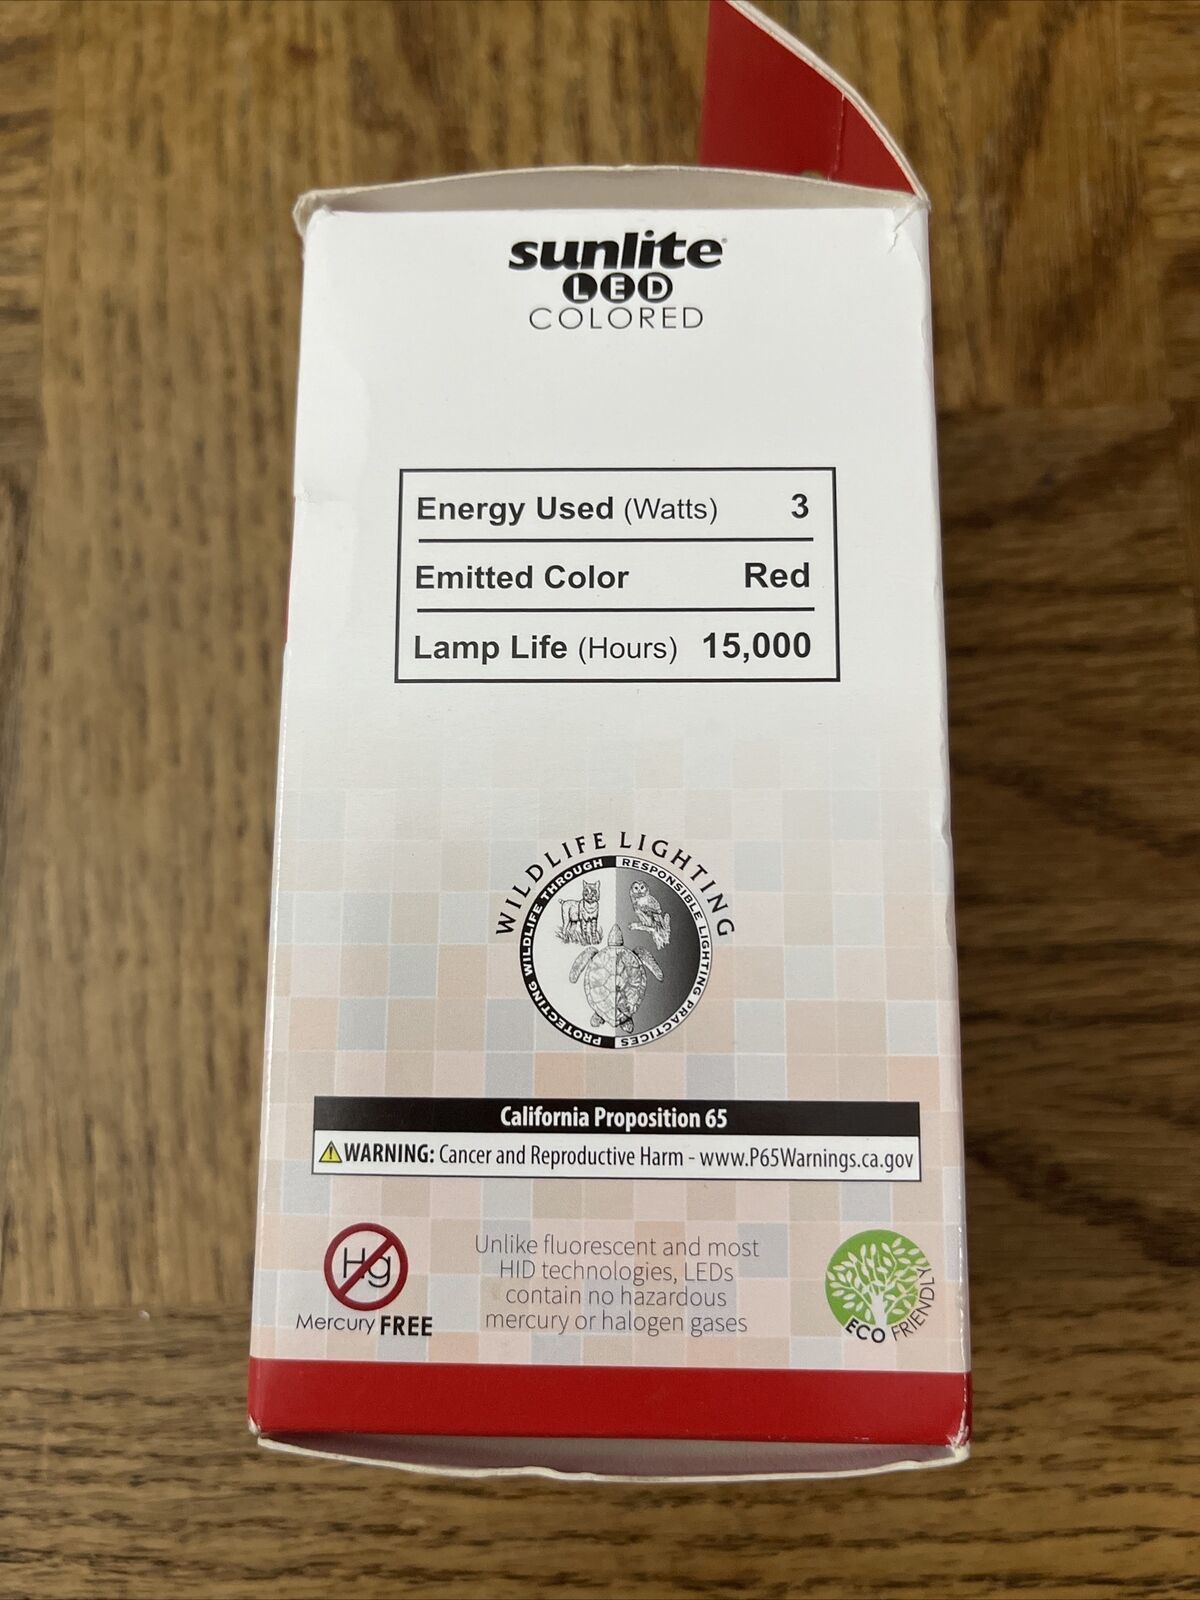 sunlite®
LED
COLORED
Energy Used (Watts) 3
Emitted Color Red
Lamp Life (Hours) 15,000
WILDLIFE LIGHTING
PROTECTING WILDLIFE THROUGH RESPONSIBLE LIGHTING PRACTICES
California Proposition 65
WARNING: Cancer and Reproductive Harm - www.P65Warnings.ca.gov
Hg
Mercury FREE
Unlike fluorescent and most
HID technologies, LEDs
contain no hazardous
mercury or halogen gases
ECO FRIENDLY